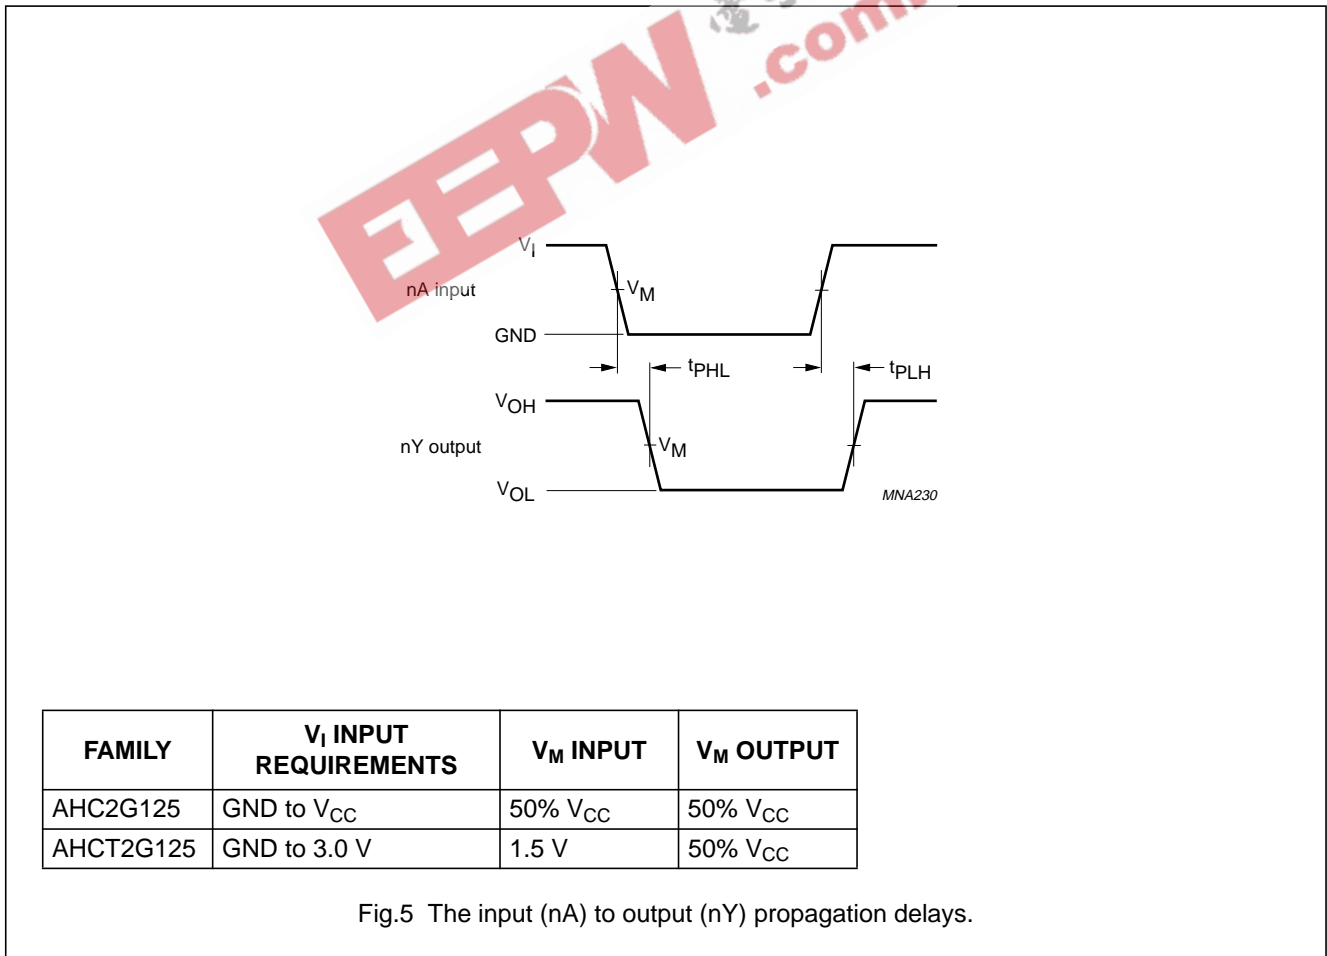 EEPW
.com
VI
nA input
VM
GND
tPHL
tPLH
VOH
nY output
VM
VOL
MNA230
FAMILY VI INPUT REQUIREMENTS VM INPUT VM OUTPUT
AHC2G125 GND to VCC 50% VCC 50% VCC
AHCT2G125 GND to 3.0 V 1.5 V 50% VCC
Fig.5 The input (nA) to output (nY) propagation delays.